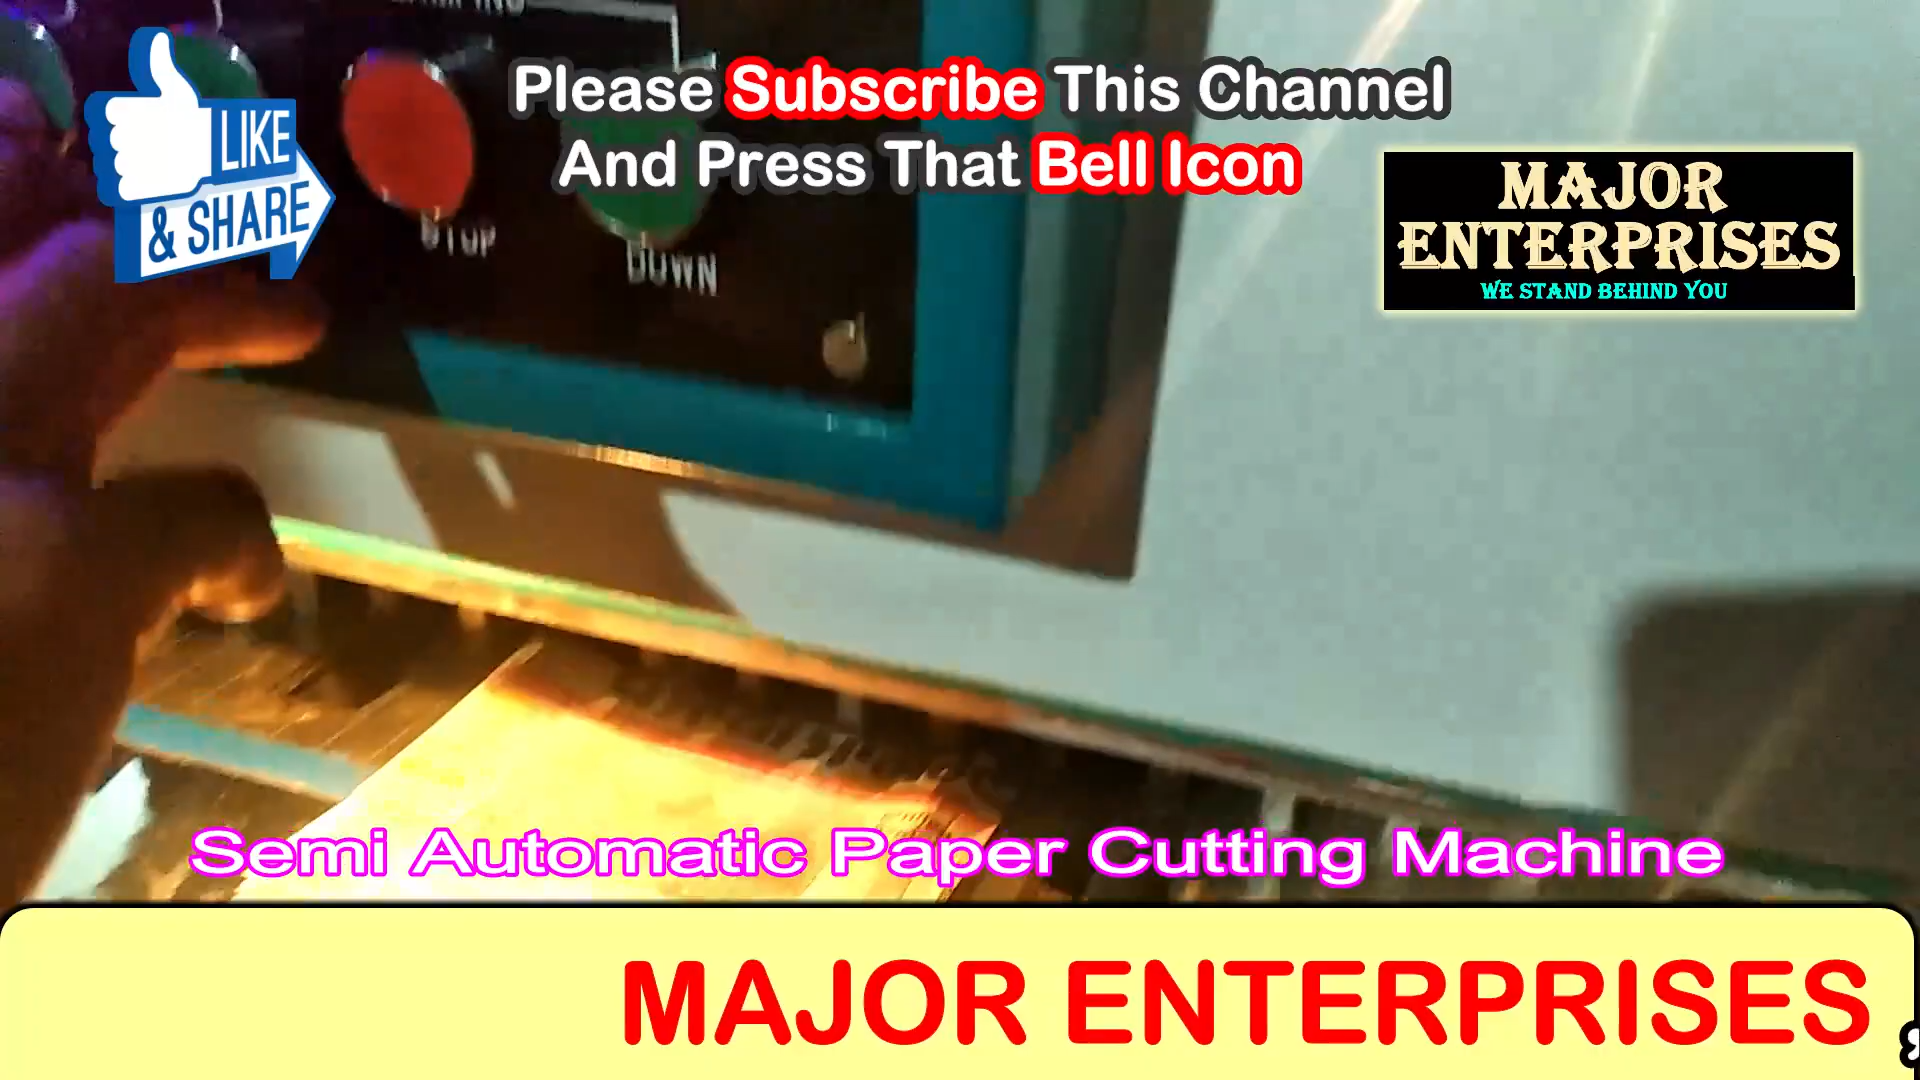 Please Subscribe This Channel
And Press That Bell Icon
LIKE
& SHARE
STOP
DOWN
MAJOR
ENTERPRISES
WE STAND BEHIND YOU
Semi Automatic Paper Cutting Machine
MAJOR ENTERPRISES